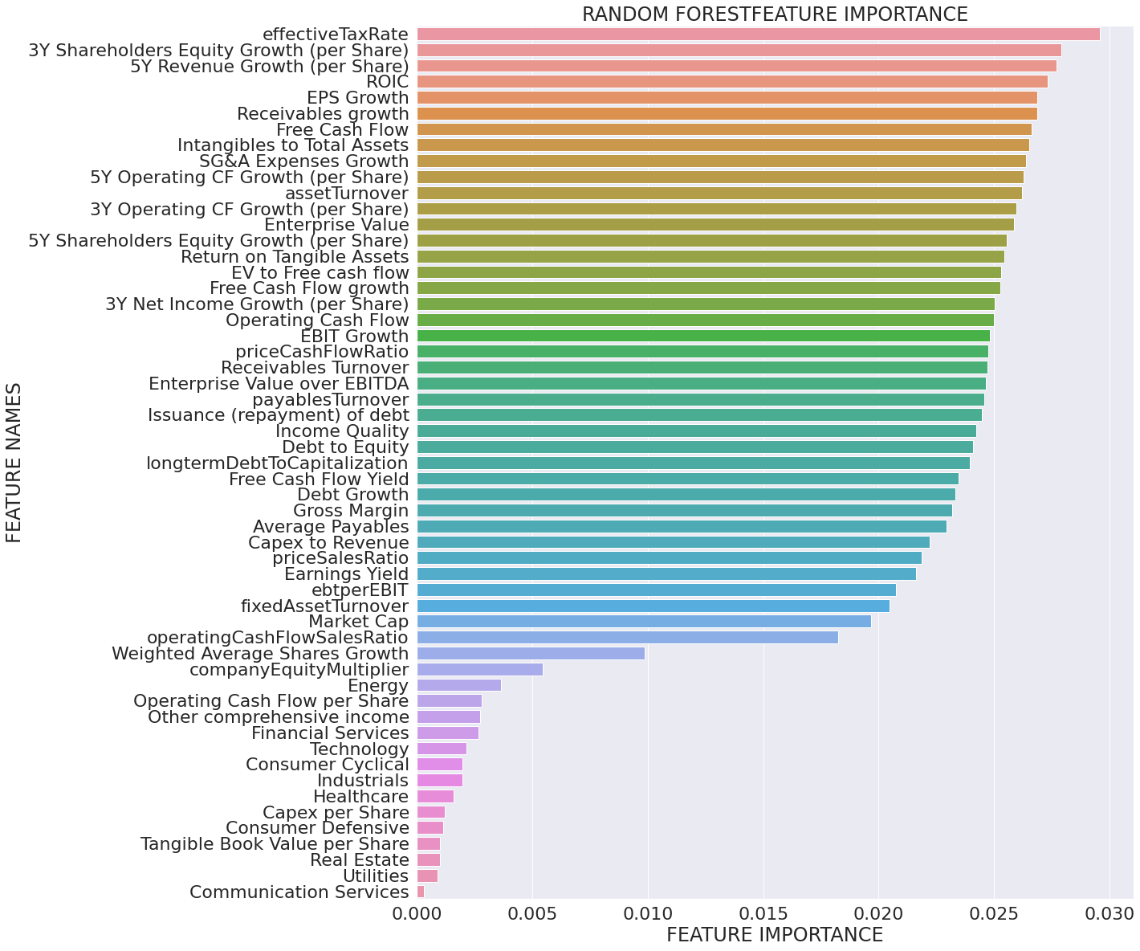 RANDOM FORESTFEATURE IMPORTANCE
effectiveTaxRate
3Y Shareholders Equity Growth (per Share)
5Y Revenue Growth (per Share)
ROIC
EPS Growth
Receivables growth
Free Cash Flow
Intangibles to Total Assets
SG&A Expenses Growth
5Y Operating CF Growth (per Share)
assetTurnover
3Y Operating CF Growth (per Share)
Enterprise Value
5Y Shareholders Equity Growth (per Share)
Return on Tangible Assets
EV to Free cash flow
Free Cash Flow growth
3Y Net Income Growth (per Share)
Operating Cash Flow
EBIT Growth
priceCashFlowRatio
Receivables Turnover
Enterprise Value over EBITDA
payablesTurnover
Issuance (repayment) of debt
Income Quality
Debt to Equity
longtermDebtToCapitalization
Free Cash Flow Yield
Debt Growth
Gross Margin
Average Payables
Capex to Revenue
priceSalesRatio
Earnings Yield
ebtperEBIT
fixedAssetTurnover
Market Cap
operatingCashFlowSalesRatio
Weighted Average Shares Growth
companyEquityMultiplier
Energy
Operating Cash Flow per Share
Other comprehensive income
Financial Services
Technology
Consumer Cyclical
Industrials
Healthcare
Capex per Share
Consumer Defensive
Tangible Book Value per Share
Real Estate
Utilities
Communication Services
FEATURE NAMES
0.000 0.005 0.010 0.015 0.020 0.025 0.030
FEATURE IMPORTANCE